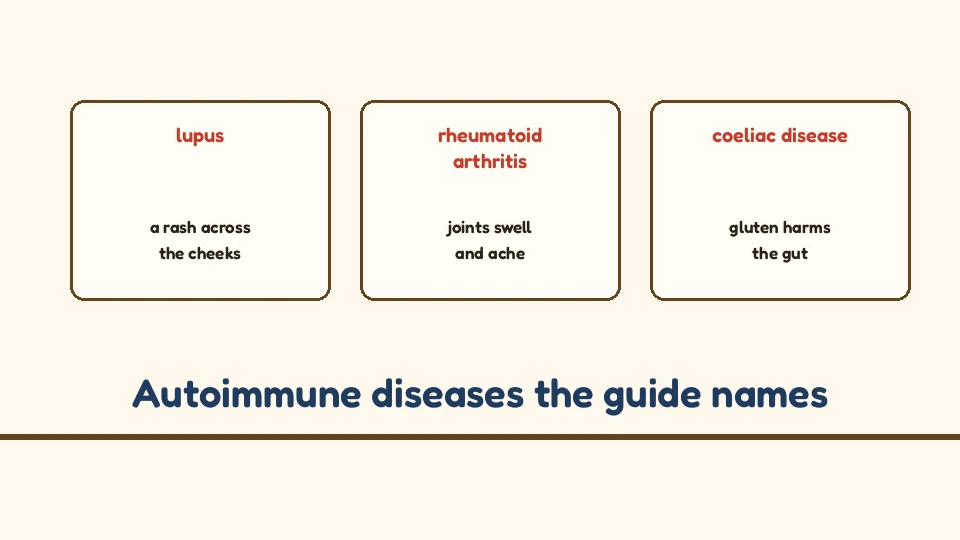 lupus
a rash across
the cheeks
rheumatoid
arthritis
joints swell
and ache
coeliac disease
gluten harms
the gut
Autoimmune diseases the guide names